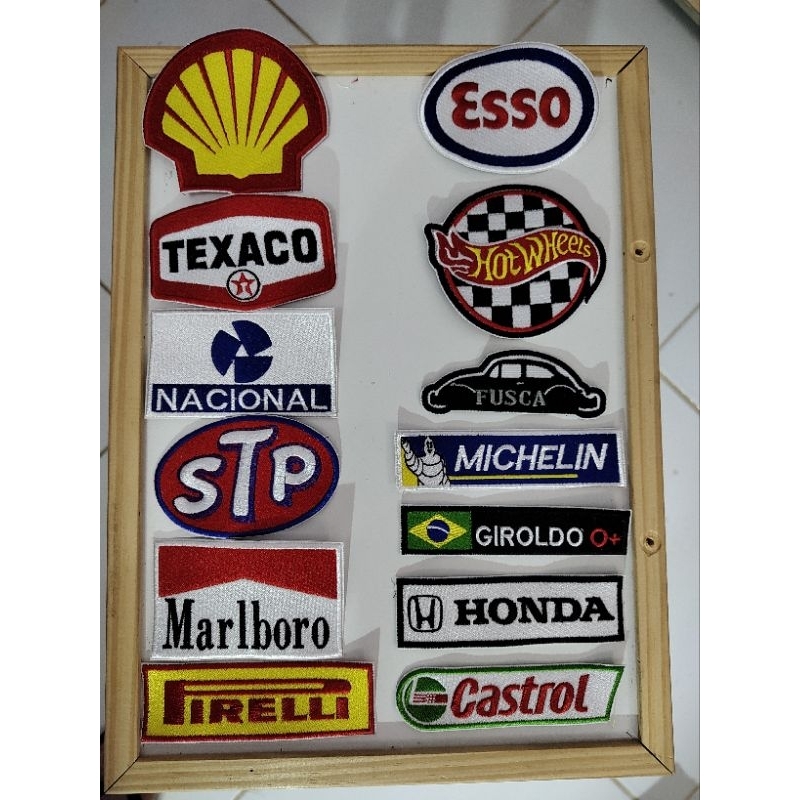 TEXACO
T
NACIONAL
STP
Marlboro
PIRELLI
ESSO
HOT WHEELS
FUSCA
MICHELIN
GIROLDO O+
HONDA
Castrol